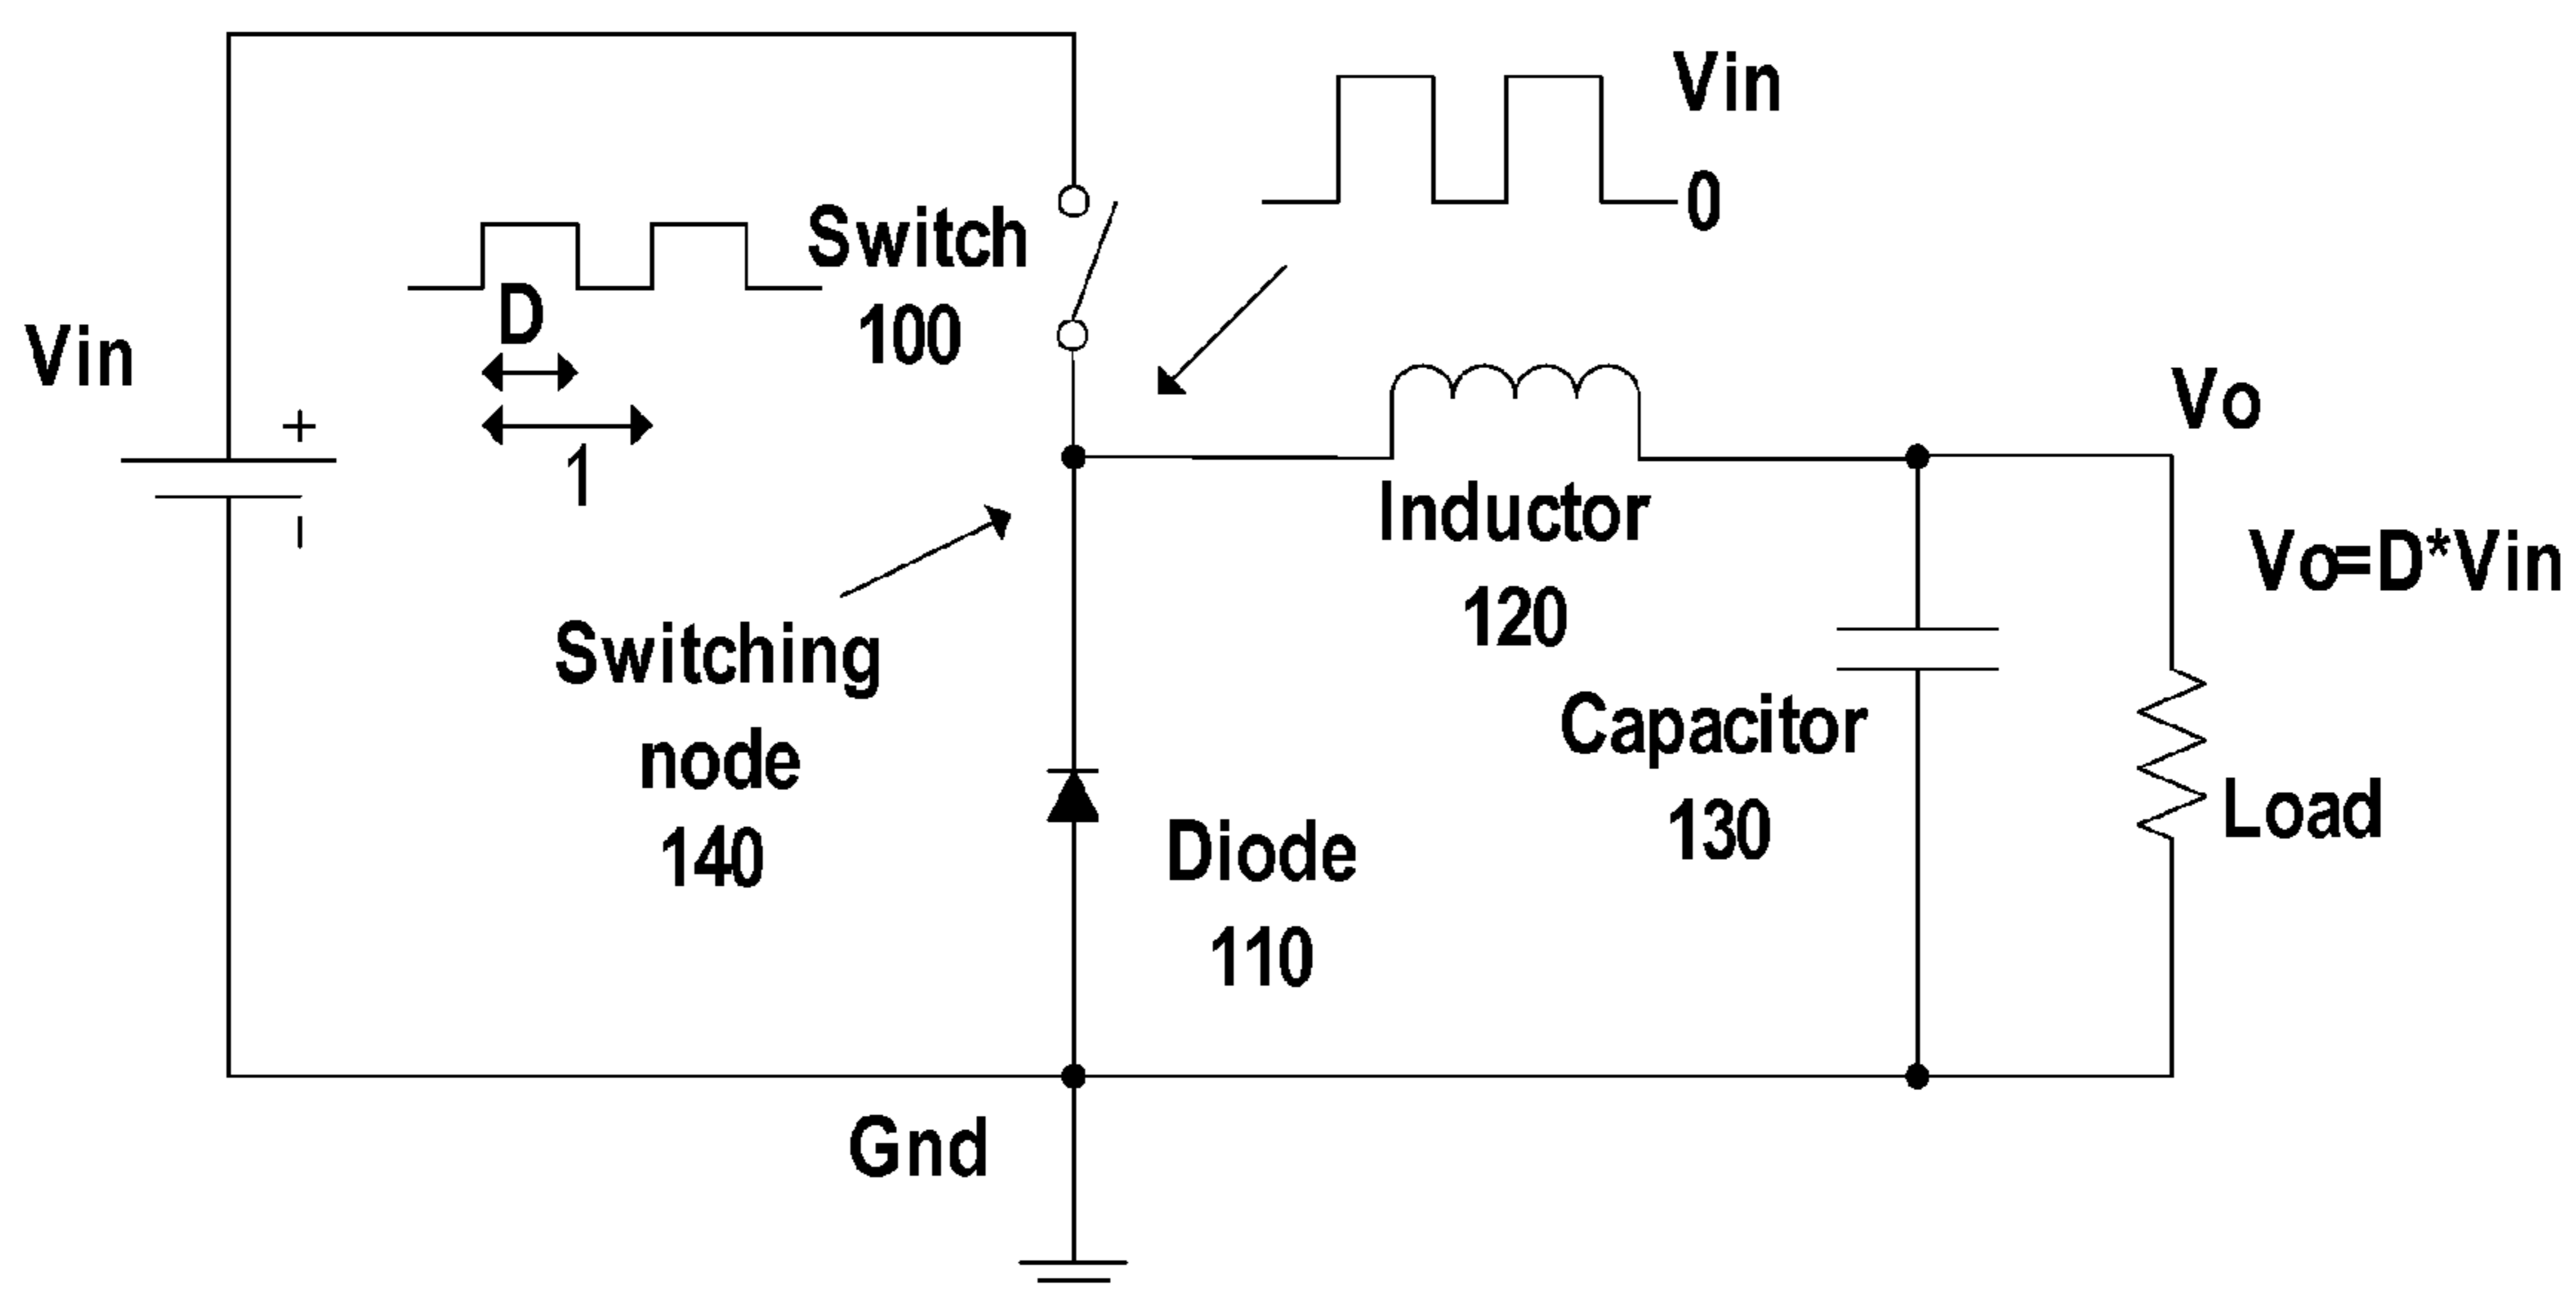 Vin
0
Switch
100
D
1
Vin
+
–
Vo
Inductor
120
Vo=D*Vin
Switching
node
140
Capacitor
130
Load
Diode
110
Gnd